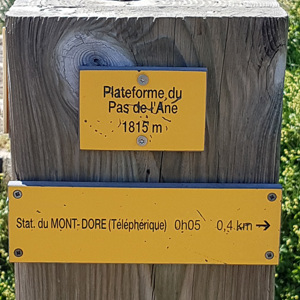 Plateforme du
Pas de l'Ane
1815 m
Stat. du MONT-DORE (Téléphérique) 0h05 0,4 km →